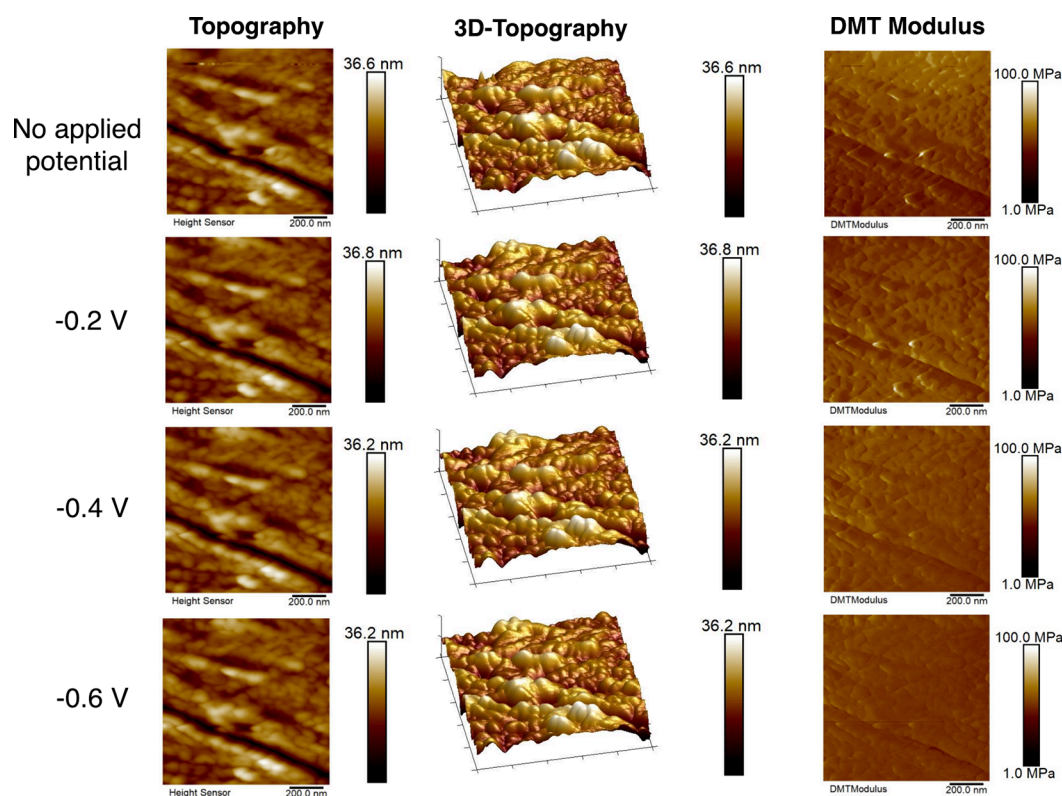 Topography
3D-Topography
DMT Modulus
No applied
potential
36.6 nm
36.6 nm
100.0 MPa
1.0 MPa
Height Sensor
200.0 nm
DMTModulus
200.0 nm
-0.2 V
36.8 nm
36.8 nm
100.0 MPa
1.0 MPa
Height Sensor
200.0 nm
DMTModulus
200.0 nm
-0.4 V
36.2 nm
36.2 nm
100.0 MPa
1.0 MPa
Height Sensor
200.0 nm
DMTModulus
200.0 nm
-0.6 V
36.2 nm
36.2 nm
100.0 MPa
1.0 MPa
Height Sensor
200.0 nm
DMTModulus
200.0 nm